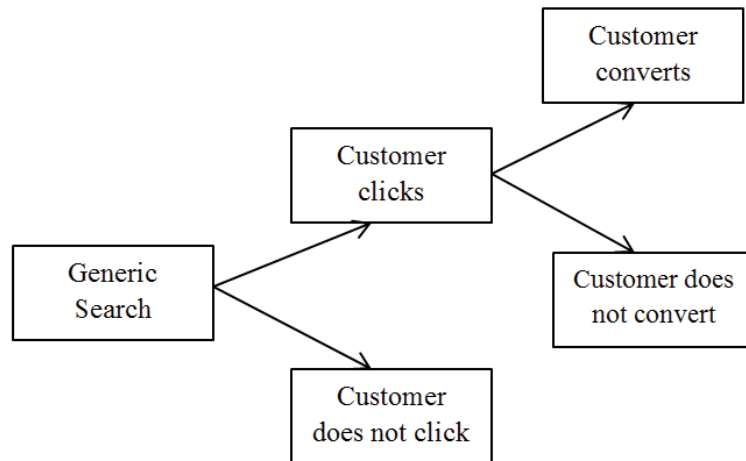 Customer
converts
Customer
clicks
Generic
Search
Customer does
not convert
Customer
does not click